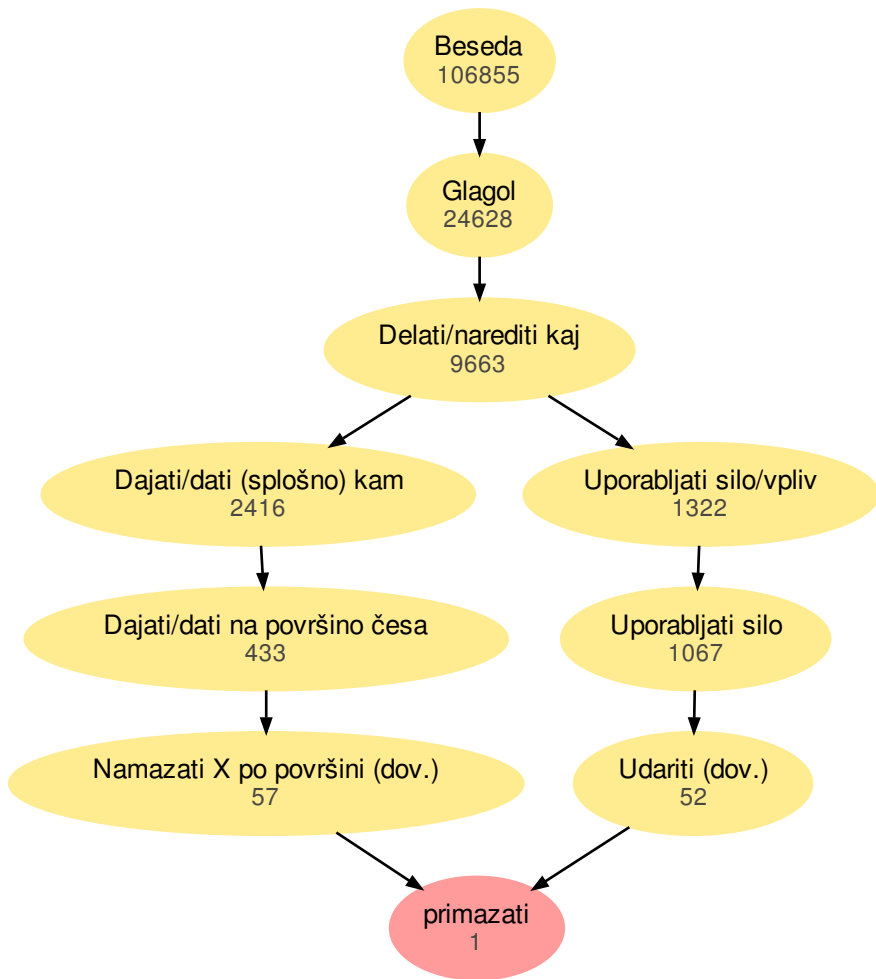 Beseda
106855
Glagol
24628
Delati/narediti kaj
9663
Dajati/dati (splošno) kam
2416
Uporabljati silo/vpliv
1322
Dajati/dati na površino česa
433
Uporabljati silo
1067
Namazati X po površini (dov.)
57
Udariti (dov.)
52
primazati
1